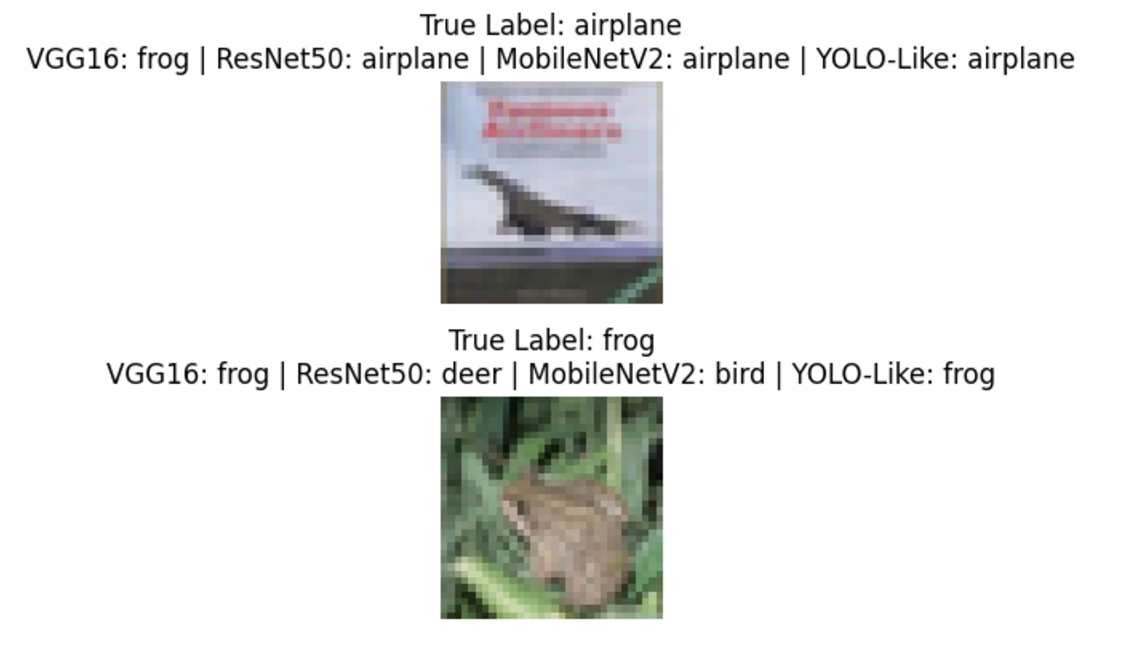 True Label: airplane
VGG16: frog | ResNet50: airplane | MobileNetV2: airplane | YOLO-Like: airplane
True Label: frog
VGG16: frog | ResNet50: deer | MobileNetV2: bird | YOLO-Like: frog